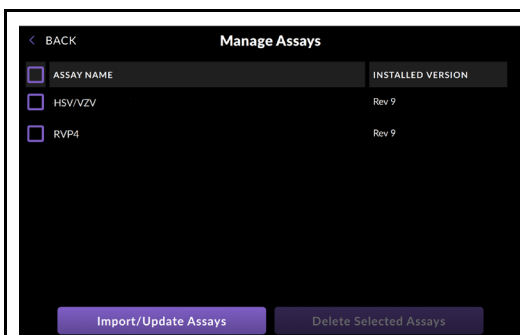 BACK Manage Assays
ASSAY NAME INSTALLED VERSION
HSV/VZV Rev 9
RVP4 Rev 9
Import/Update Assays Delete Selected Assays